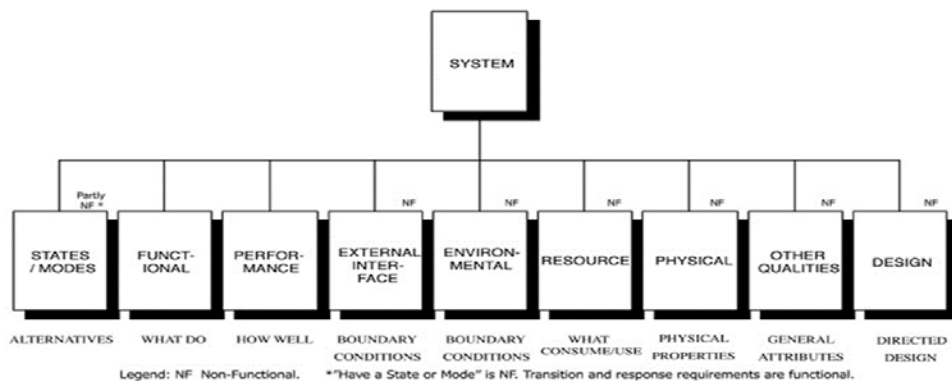 SYSTEM
Partly
NF *
NF
NF
NF
NF
NF
NF
STATES
/ MODES
FUNCT-
IONAL
PERFOR-
MANCE
EXTERNAL
INTER-
FACE
ENVIRON-
MENTAL
RESOURCE
PHYSICAL
OTHER
QUALITIES
DESIGN
ALTERNATIVES
WHAT DO
HOW WELL
BOUNDARY
CONDITIONS
BOUNDARY
CONDITIONS
WHAT
CONSUME/USE
PHYSICAL
PROPERTIES
GENERAL
ATTRIBUTES
DIRECTED
DESIGN
Legend: NF Non-Functional. *"Have a State or Mode" is NF. Transition and response requirements are functional.